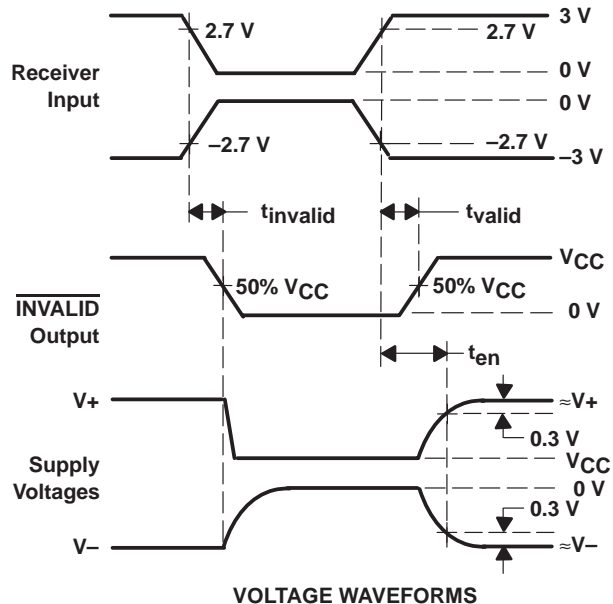 3 V
2.7 V
2.7 V
Receiver
Input
0 V
0 V
–2.7 V
–2.7 V
–3 V
tinvalid
tvalid
VCC
50% VCC
50% VCC
INVALID
Output
0 V
ten
V+
≈V+
0.3 V
Supply
Voltages
VCC
0 V
0.3 V
V–
≈V–
VOLTAGE WAVEFORMS